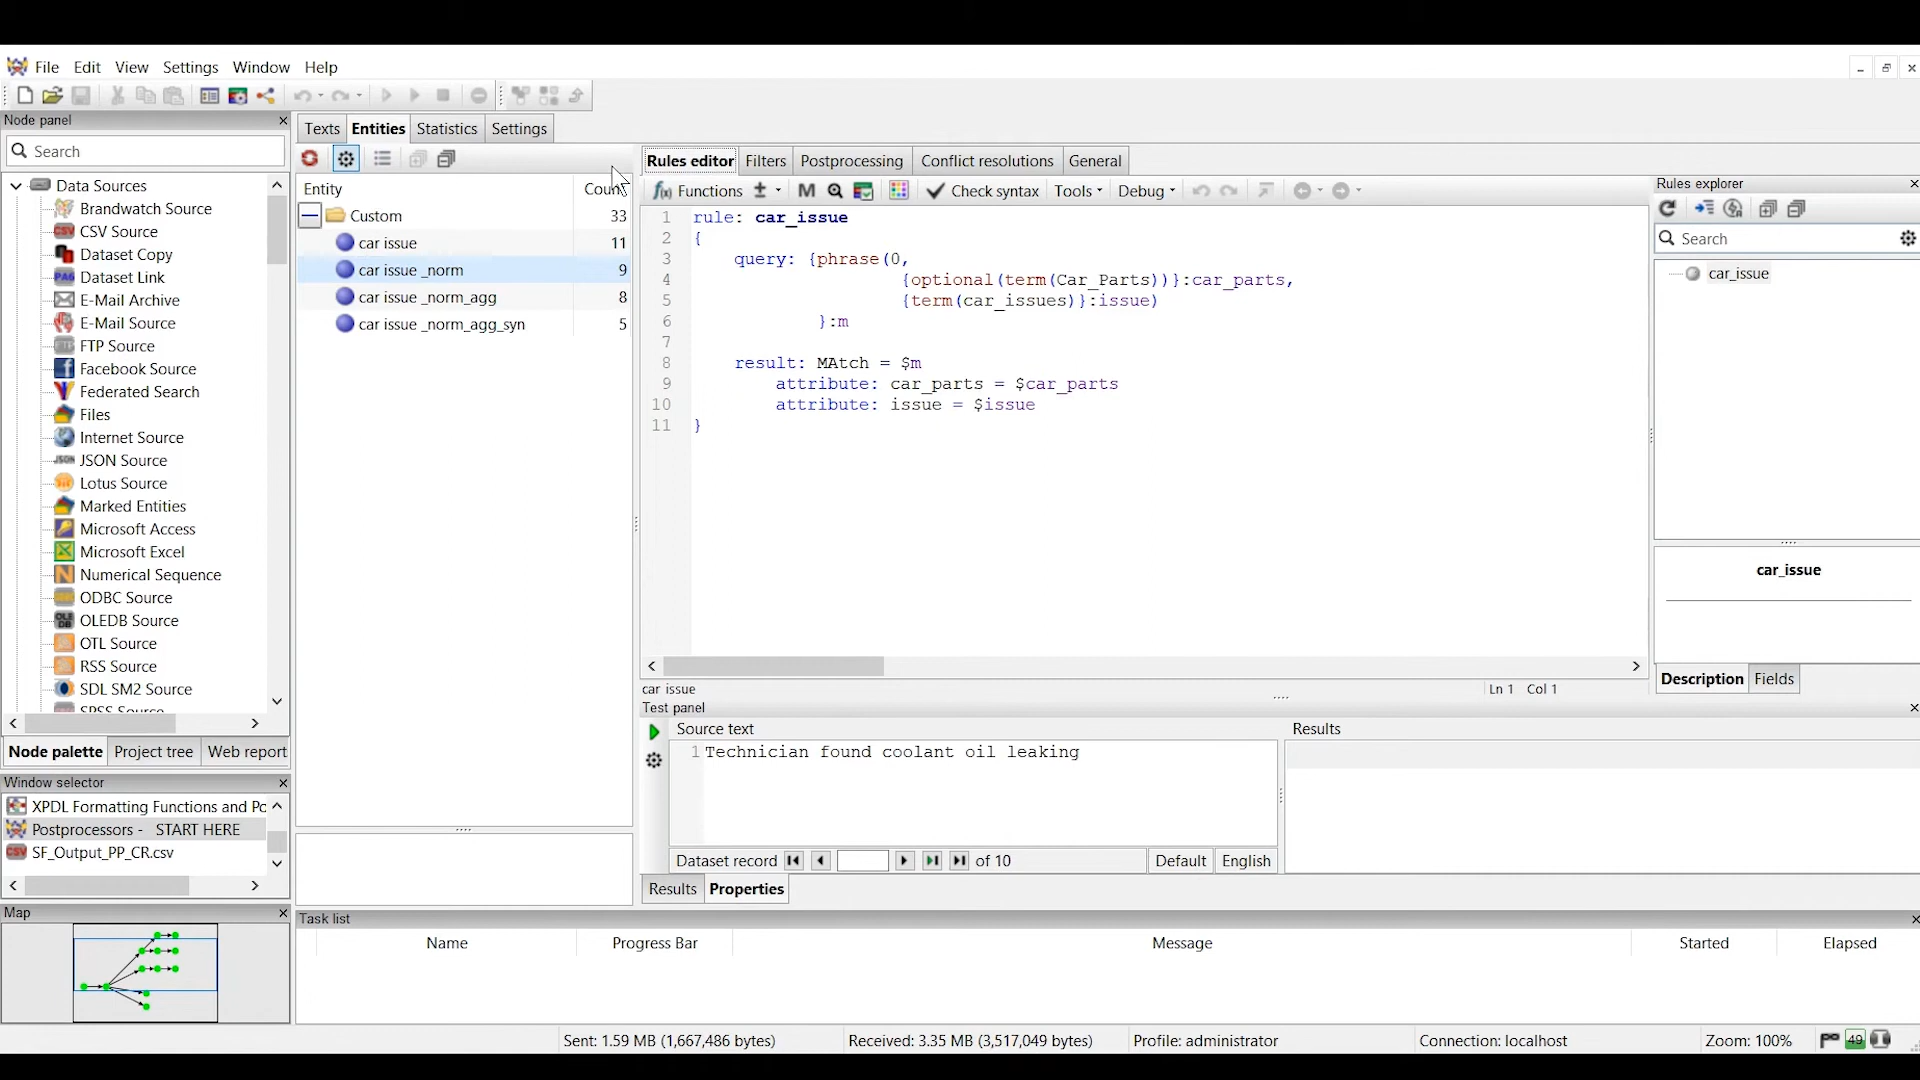 File Edit View Settings Window Help
Node panel
Search
Data Sources
Brandwatch Source
CSV Source
Dataset Copy
Dataset Link
E-Mail Archive
E-Mail Source
FTP Source
Facebook Source
Federated Search
Files
Internet Source
JSON Source
Lotus Source
Marked Entities
Microsoft Access
Microsoft Excel
Numerical Sequence
ODBC Source
OLEDB Source
OTL Source
RSS Source
SDL SM2 Source
SPSS Source
Node palette Project tree Web report
Window selector
XPDL Formatting Functions and Po
Postprocessors - START HERE
SF_Output_PP_CR.csv
Map
Texts Entities Statistics Settings
Entity Count
Custom 33
car issue 11
car issue _norm 9
car issue _norm_agg 8
car issue _norm_agg_syn 5
Rules editor Filters Postprocessing Conflict resolutions General
f(x) Functions ± M Check syntax Tools Debug
1 rule: car_issue
2 {
3 query: {phrase(0,
4 {optional(term(Car_Parts))}:car_parts,
5 {term(car_issues)}:issue)
6 }:m
7
8 result: MAtch = $m
9 attribute: car_parts = $car_parts
10 attribute: issue = $issue
11 }
car issue Ln 1 Col 1
Rules explorer
Search
car_issue
car_issue
Description Fields
Test panel
Source text
1 Technician found coolant oil leaking
Dataset record of 10 Default English
Results
Results Properties
Task list
Name Progress Bar Message Started Elapsed
Sent: 1.59 MB (1,667,486 bytes) Received: 3.35 MB (3,517,049 bytes) Profile: administrator Connection: localhost Zoom: 100% 49